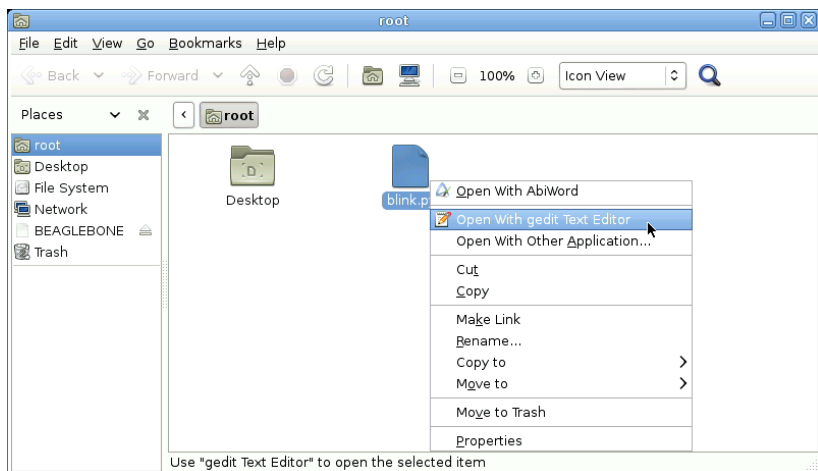 root
File Edit View Go Bookmarks Help
Back Forward 100% Icon View
Places
root
root
Desktop
File System
Network
BEAGLEBONE
Trash
Desktop
blink.p
Open With AbiWord
Open With gedit Text Editor
Open With Other Application...
Cut
Copy
Make Link
Rename...
Copy to
Move to
Move to Trash
Properties
Use "gedit Text Editor" to open the selected item